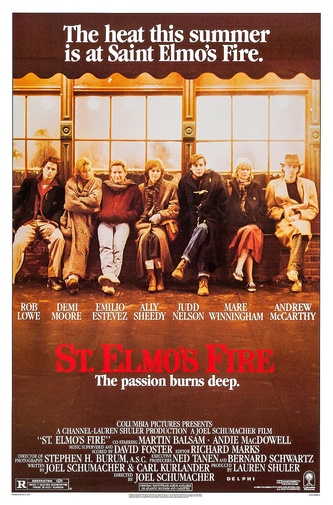 The heat this summer
is at Saint Elmo's Fire.
ROB LOWE
DEMI MOORE
EMILIO ESTEVEZ
ALLY SHEEDY
JUDD NELSON
MARE WINNINGHAM
ANDREW McCARTHY
ST. ELMO'S FIRE
The passion burns deep.
COLUMBIA PICTURES PRESENTS
A CHANNEL-LAUREN SHULER PRODUCTION A JOEL SCHUMACHER FILM
"ST. ELMO'S FIRE" CO-STARRING MARTIN BALSAM · ANDIE MacDOWELL
MUSIC SUPERVISED AND SCORED BY DAVID FOSTER EDITOR RICHARD MARKS
DIRECTOR OF PHOTOGRAPHY STEPHEN H. BURUM, A.S.C. EXECUTIVE PRODUCERS NED TANEN AND BERNARD SCHWARTZ
WRITTEN BY JOEL SCHUMACHER & CARL KURLANDER PRODUCED BY LAUREN SHULER
DIRECTED BY JOEL SCHUMACHER
R RESTRICTED
DELPHI